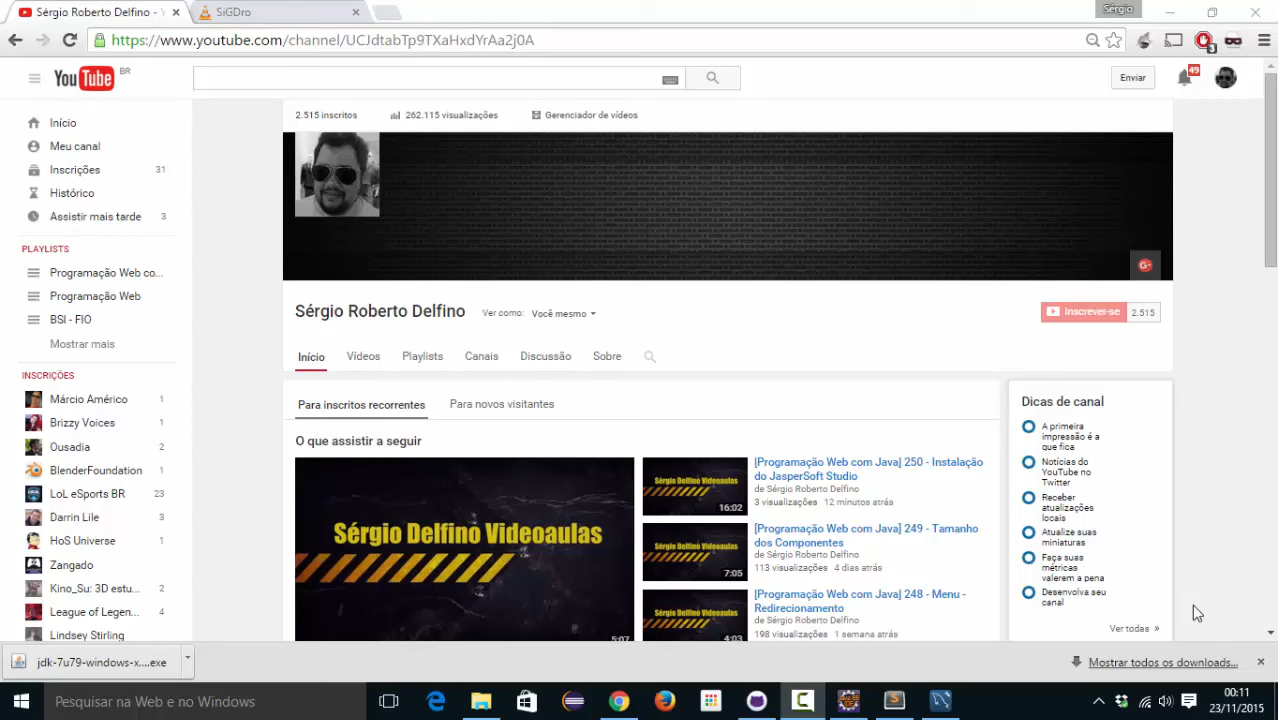 Sérgio Roberto Delfino - Y
SiGDro
Sérgio
https://www.youtube.com/channel/UCJdtabTp9TXaHxdYrAa2j0A
3
YouTube BR
Enviar
49
Início
Meu canal
Inscrições 31
Histórico
Assistir mais tarde 3
PLAYLISTS
Programação Web co...
Programação Web
BSI - FIO
Mostrar mais
INSCRIÇÕES
Márcio Américo 1
Brizzy Voices 1
Ousadia 2
BlenderFoundation 1
LoL eSports BR 23
Darrin Lile 3
HoS Universe 1
Zangado
Kino_Su: 3D estu... 2
League of Legen... 4
Lindsey Stirling
2.515 inscritos
262.115 visualizações
Gerenciador de vídeos
G+
Sérgio Roberto Delfino
Ver como: Você mesmo
Inscrever-se 2.515
Início Vídeos Playlists Canais Discussão Sobre
Para inscritos recorrentes Para novos visitantes
O que assistir a seguir
Sérgio Delfino Videoaulas
5:07
Sérgio Delfino Videoaulas
16:02
[Programação Web com Java] 250 - Instalação
do JasperSoft Studio
de Sérgio Roberto Delfino
3 visualizações 12 minutos atrás
Sérgio Delfino Videoaulas
7:05
[Programação Web com Java] 249 - Tamanho
dos Componentes
de Sérgio Roberto Delfino
113 visualizações 4 dias atrás
Sérgio Delfino Videoaulas
4:03
[Programação Web com Java] 248 - Menu -
Redirecionamento
de Sérgio Roberto Delfino
198 visualizações 1 semana atrás
Dicas de canal
A primeira
impressão é a
que fica
Notícias do
YouTube no
Twitter
Receber
atualizações
locais
Atualize suas
miniaturas
Faça suas
métricas
valerem a pena
Desenvolva seu
canal
Ver todas »
jdk-7u79-windows-x....exe
Mostrar todos os downloads...
Pesquisar na Web e no Windows
00:11
23/11/2015